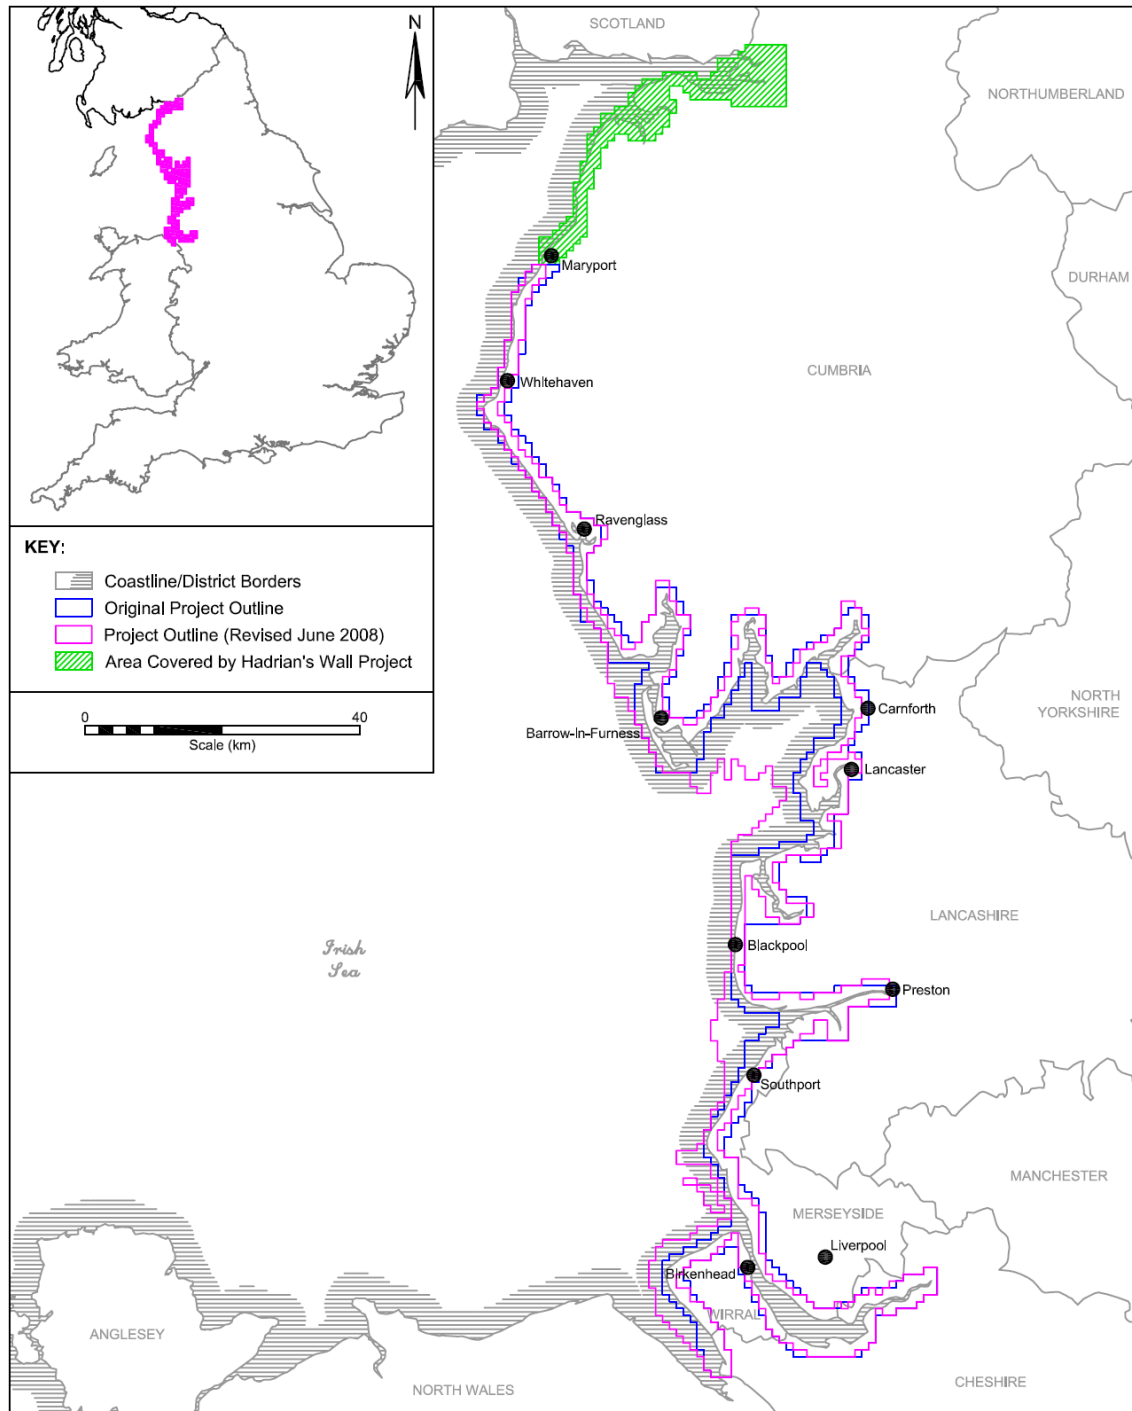 SCOTLAND
N
NORTHUMBERLAND
DURHAM
Maryport
CUMBRIA
Whitehaven
Ravenglass
KEY:
Coastline/District Borders
Original Project Outline
Project Outline (Revised June 2008)
Area Covered by Hadrian's Wall Project
0
40
Scale (km)
NORTH
YORKSHIRE
Carnforth
Barrow-In-Furness
Lancaster
LANCASHIRE
Irish
Sea
Blackpool
Preston
Southport
MANCHESTER
MERSEYSIDE
Liverpool
Birkenhead
WIRRAL
ANGLESEY
NORTH WALES
CHESHIRE